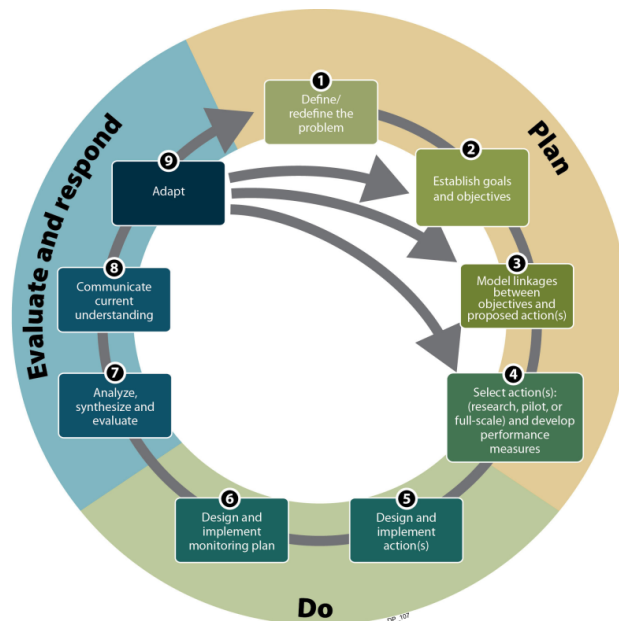 1
Define/
redefine the
problem
Plan
2
Establish goals
and objectives
3
Model linkages
between
objectives and
proposed action(s)
4
Select action(s):
(research, pilot, or
full-scale) and develop
performance
measures
5
Design and
implement
action(s)
Do
6
Design and
implement
monitoring plan
7
Analyze,
synthesize and
evaluate
8
Communicate
current
understanding
9
Adapt
Evaluate and respond